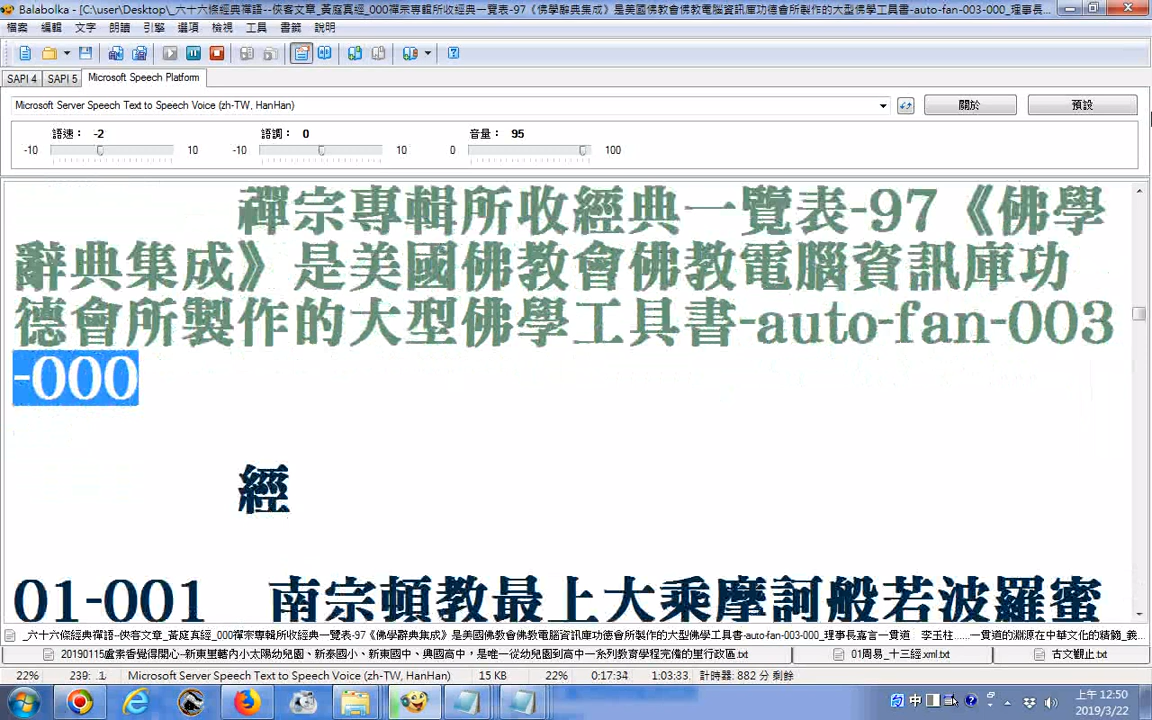 Balabolka - [C:\user\Desktop\_六十六條經典禪語--俠客文章_黃庭真經_000禪宗專輯所收經典一覽表-97《佛學辭典集成》是美國佛教會佛教電腦資訊庫功德會所製作的大型佛學工具書-auto-fan-003-000_理事長...
檔案 編輯 文字 朗讀 引擎 選項 檢視 工具 書籤 說明
SAPI 4 SAPI 5 Microsoft Speech Platform
Microsoft Server Speech Text to Speech Voice (zh-TW, HanHan) 關於 預設
語速： -2 語調： 0 音量： 95
-10 10 -10 10 0 100
禪宗專輯所收經典一覽表-97《佛學
辭典集成》是美國佛教會佛教電腦資訊庫功
德會所製作的大型佛學工具書-auto-fan-003
-000
經
01-001 南宗頓教最上大乘摩訶般若波羅蜜
_六十六條經典禪語--俠客文章_黃庭真經_000禪宗專輯所收經典一覽表-97《佛學辭典集成》是美國佛教會佛教電腦資訊庫功德會所製作的大型佛學工具書-auto-fan-003-000_理事長嘉言一貫道 李玉柱……一貫道的淵源在中華文化的精髓_義...
20190115盧素香覺得開心--新東里轄內小太陽幼兒園、新泰國小、新東國中、興國高中，是唯一從幼兒園到高中一系列教育學程完備的里行政區.txt 01周易_十三經.xml.txt 古文觀止.txt
22% 239: 1 Microsoft Server Speech Text to Speech Voice (zh-TW, HanHan) 15 KB 22% 0:17:34 1:03:33. 計時器: 882 分 剩餘
中 上午 12:50
2019/3/22